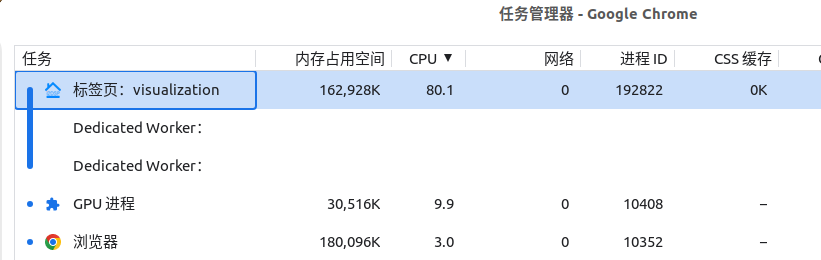 任务管理器 - Google Chrome
任务 内存占用空间 CPU ▼ 网络 进程 ID CSS 缓存
标签页：visualization 162,928K 80.1 0 192822 0K
Dedicated Worker：
Dedicated Worker：
GPU 进程 30,516K 9.9 0 10408 –
浏览器 180,096K 3.0 0 10352 –